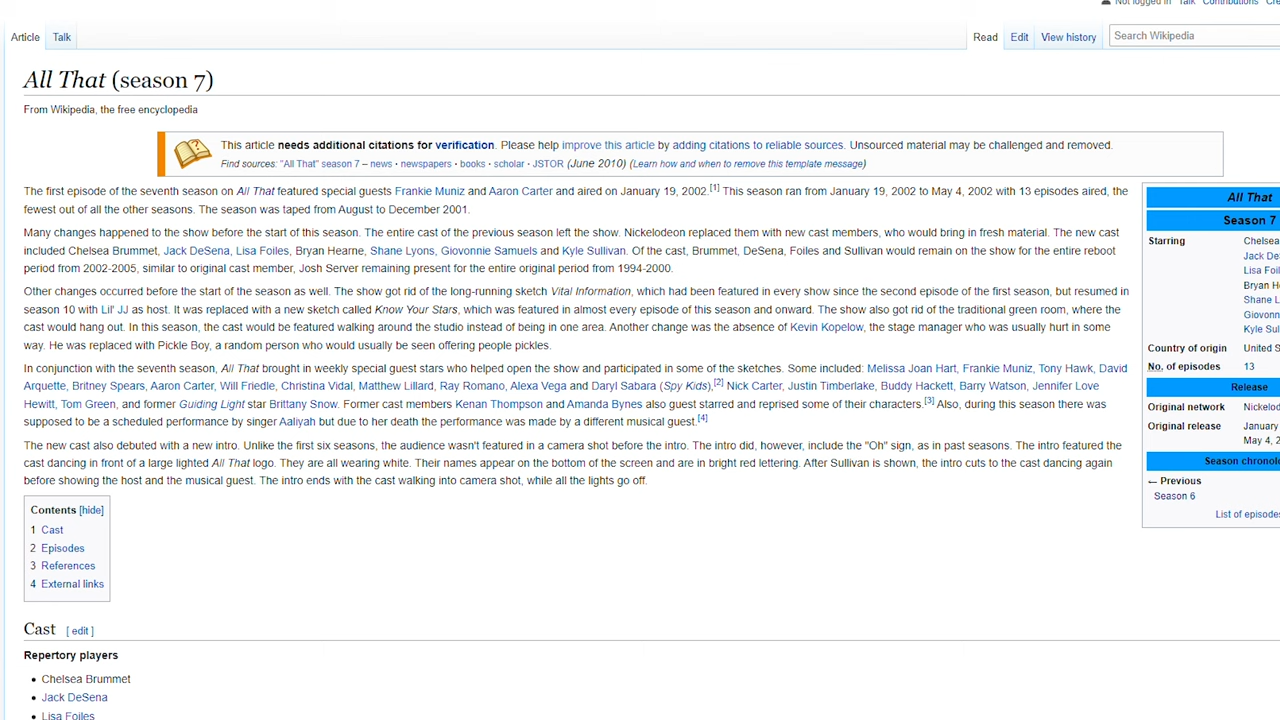 Not logged in Talk Contributions
Article Talk Read Edit View history Search Wikipedia
All That (season 7)
From Wikipedia, the free encyclopedia
This article needs additional citations for verification. Please help improve this article by adding citations to reliable sources. Unsourced material may be challenged and removed.
Find sources: "All That" season 7 – news · newspapers · books · scholar · JSTOR (June 2010) (Learn how and when to remove this template message)
The first episode of the seventh season on All That featured special guests Frankie Muniz and Aaron Carter and aired on January 19, 2002.[1] This season ran from January 19, 2002 to May 4, 2002 with 13 episodes aired, the
fewest out of all the other seasons. The season was taped from August to December 2001.
Many changes happened to the show before the start of this season. The entire cast of the previous season left the show. Nickelodeon replaced them with new cast members, who would bring in fresh material. The new cast
included Chelsea Brummet, Jack DeSena, Lisa Foiles, Bryan Hearne, Shane Lyons, Giovonnie Samuels and Kyle Sullivan. Of the cast, Brummet, DeSena, Foiles and Sullivan would remain on the show for the entire reboot
period from 2002-2005, similar to original cast member, Josh Server remaining present for the entire original period from 1994-2000.
Other changes occurred before the start of the season as well. The show got rid of the long-running sketch Vital Information, which had been featured in every show since the second episode of the first season, but resumed in
season 10 with Lil' JJ as host. It was replaced with a new sketch called Know Your Stars, which was featured in almost every episode of this season and onward. The show also got rid of the traditional green room, where the
cast would hang out. In this season, the cast would be featured walking around the studio instead of being in one area. Another change was the absence of Kevin Kopelow, the stage manager who was usually hurt in some
way. He was replaced with Pickle Boy, a random person who would usually be seen offering people pickles.
In conjunction with the seventh season, All That brought in weekly special guest stars who helped open the show and participated in some of the sketches. Some included: Melissa Joan Hart, Frankie Muniz, Tony Hawk, David
Arquette, Britney Spears, Aaron Carter, Will Friedle, Christina Vidal, Matthew Lillard, Ray Romano, Alexa Vega and Daryl Sabara (Spy Kids),[2] Nick Carter, Justin Timberlake, Buddy Hackett, Barry Watson, Jennifer Love
Hewitt, Tom Green, and former Guiding Light star Brittany Snow. Former cast members Kenan Thompson and Amanda Bynes also guest starred and reprised some of their characters.[3] Also, during this season there was
supposed to be a scheduled performance by singer Aaliyah but due to her death the performance was made by a different musical guest.[4]
The new cast also debuted with a new intro. Unlike the first six seasons, the audience wasn't featured in a camera shot before the intro. The intro did, however, include the "Oh" sign, as in past seasons. The intro featured the
cast dancing in front of a large lighted All That logo. They are all wearing white. Their names appear on the bottom of the screen and are in bright red lettering. After Sullivan is shown, the intro cuts to the cast dancing again
before showing the host and the musical guest. The intro ends with the cast walking into camera shot, while all the lights go off.
All That
Season 7
Starring Chelsea
Jack De
Lisa Foil
Bryan He
Shane L
Giovonn
Kyle Sul
Country of origin United S
No. of episodes 13
Release
Original network Nickelod
Original release January
May 4, 2
Season chronol
← Previous
Season 6
List of episodes
Contents [hide]
1 Cast
2 Episodes
3 References
4 External links
Cast [ edit ]
Repertory players
• Chelsea Brummet
• Jack DeSena
• Lisa Foiles